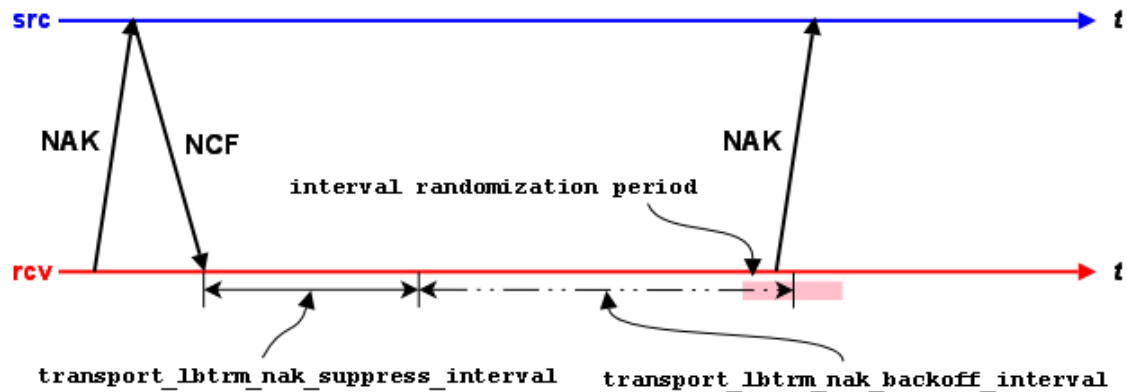 src
t
NAK
NCF
NAK
interval randomization period
rcv
t
transport_lbtrm_nak_suppress_interval
transport_lbtrm_nak_backoff_interval